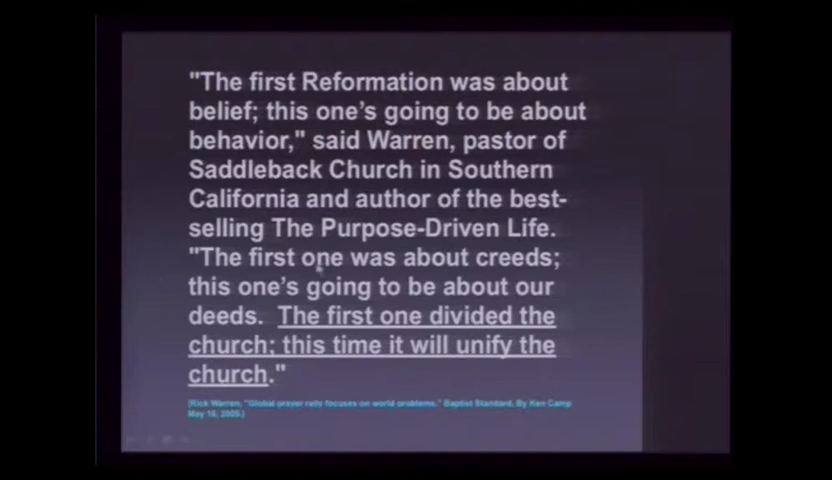 "The first Reformation was about
belief; this one's going to be about
behavior," said Warren, pastor of
Saddleback Church in Southern
California and author of the best-
selling The Purpose-Driven Life.
"The first one was about creeds;
this one's going to be about our
deeds.  The first one divided the
church; this time it will unify the
church."
(Rick Warren, "Global prayer rally focuses on world problems." Baptist Standard, By Ken Camp
May 16, 2005.)